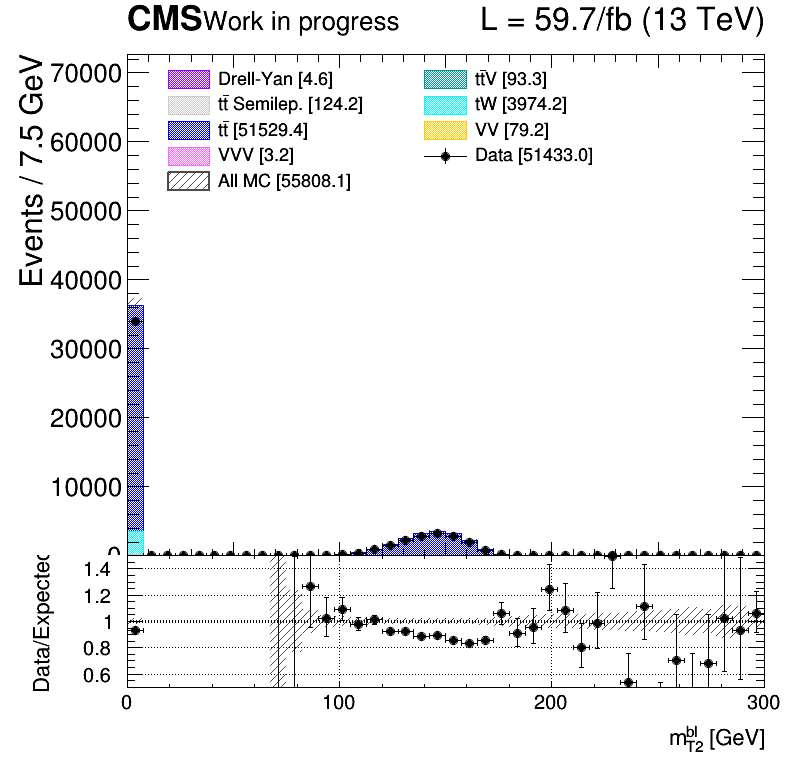 CMS Work in progress L = 59.7/fb (13 TeV)
Events / 7.5 GeV
70000
60000
50000
40000
30000
20000
10000
0
Drell-Yan [4.6]
tt̄ Semilep. [124.2]
tt̄ [51529.4]
VVV [3.2]
All MC [55808.1]
tt̄V [93.3]
tW [3974.2]
VV [79.2]
Data [51433.0]
Data/Expected
1.4
1.2
1
0.8
0.6
0 100 200 300
m_{T2}^{bl} [GeV]